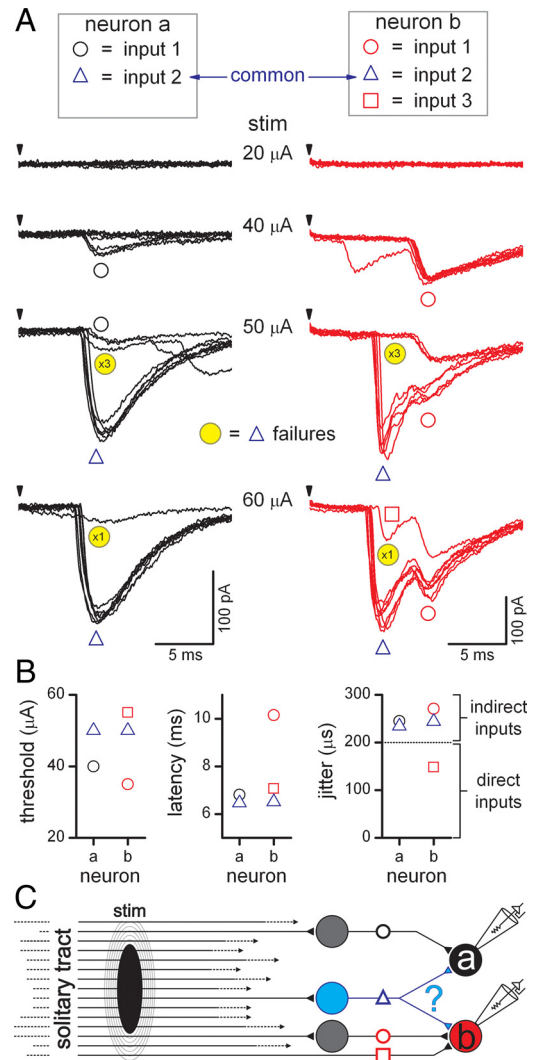 A
neuron a
= input 1
= input 2
common
neuron b
= input 1
= input 2
= input 3
stim
20 μA
40 μA
50 μA
x3
x3
= △ failures
60 μA
x1
x1
100 pA
5 ms
100 pA
5 ms
B
threshold (μA)
60
40
20
a b
neuron
latency (ms)
10
8
6
a b
neuron
jitter (μs)
300
200
100
0
a b
neuron
indirect
inputs
direct
inputs
C
stim
solitary tract
a
?
b